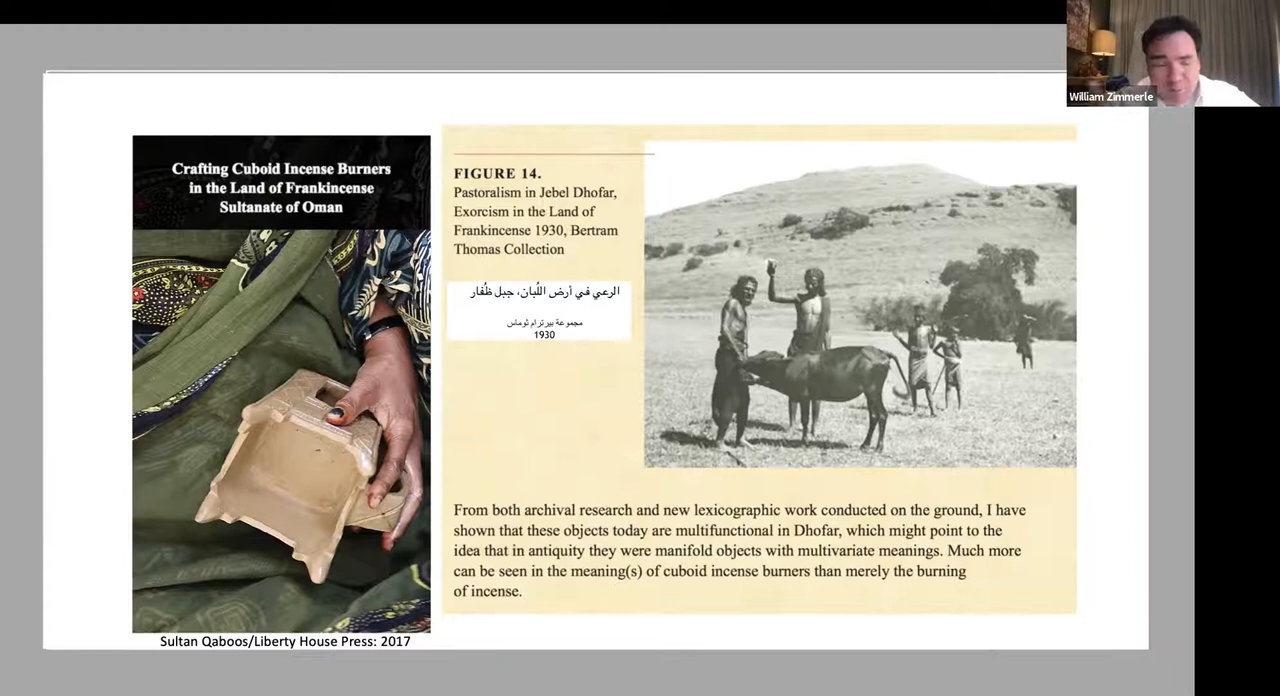 William Zimmerle
Crafting Cuboid Incense Burners
in the Land of Frankincense
Sultanate of Oman
FIGURE 14.
Pastoralism in Jebel Dhofar,
Exorcism in the Land of
Frankincense 1930, Bertram
Thomas Collection
الرعي في أرض اللُبان، جبل ظُفار
مجموعة بيرترام ثوماس
1930
From both archival research and new lexicographic work conducted on the ground, I have
shown that these objects today are multifunctional in Dhofar, which might point to the
idea that in antiquity they were manifold objects with multivariate meanings. Much more
can be seen in the meaning(s) of cuboid incense burners than merely the burning
of incense.
Sultan Qaboos/Liberty House Press: 2017